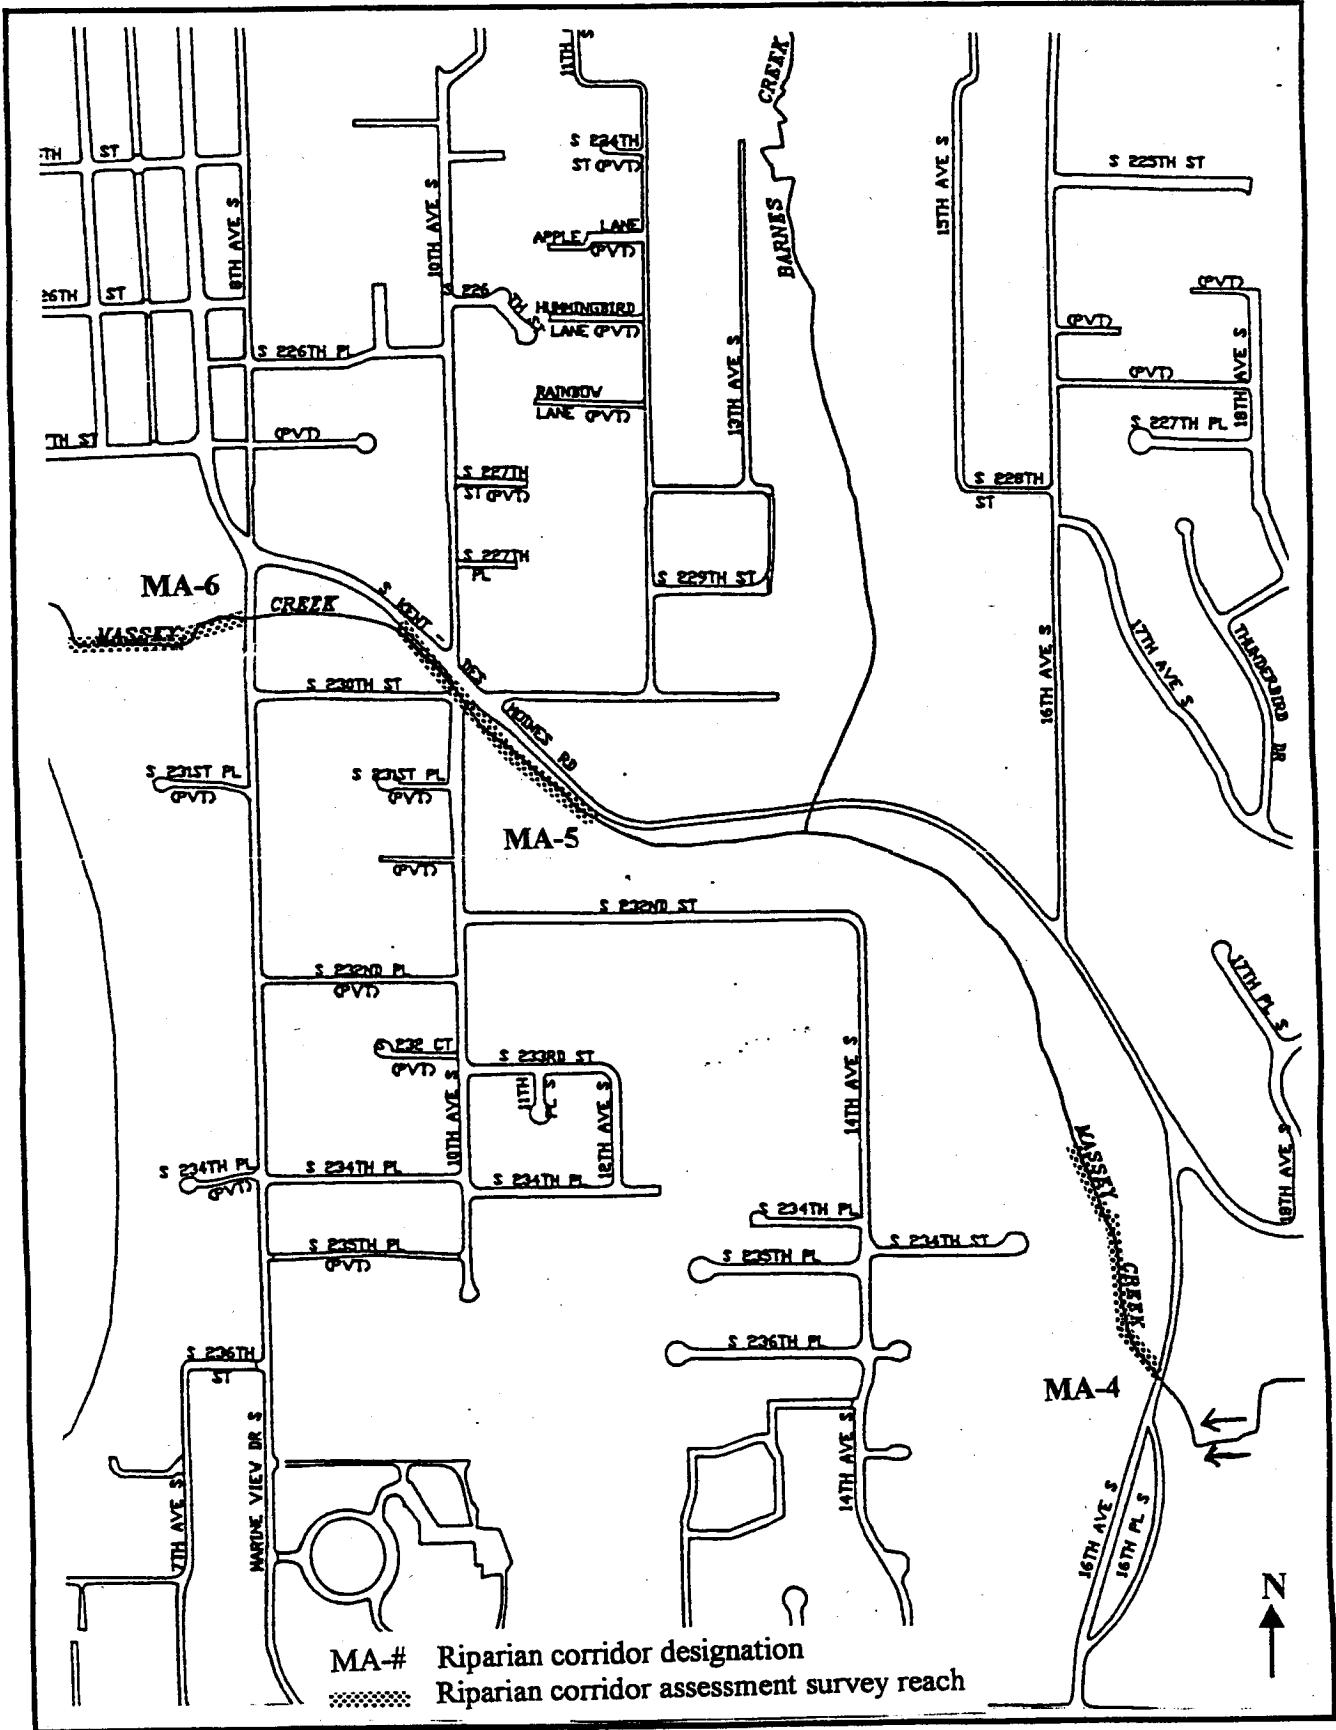 11TH
S
CREEK
BARNES
S 224TH
ST (PVT)
15TH AVE S
S 225TH ST
TH ST
8TH AVE S
10TH AVE S
APPLE LANE
(PVT)
26TH ST
S 226
HUMMINGBIRD
LANE (PVT)
(PVT)
(PVT)
S 226TH PL
13TH AVE S
18TH AVE S
(PVT)
RAINBOW
LANE (PVT)
S 227TH PL
TH ST
(PVT)
S 227TH
ST (PVT)
S 228TH
ST
S 227TH
PL
S 229TH ST
MA-6
MASSEY CREEK
S KENT -
DES
MOINES RD
16TH AVE S
17TH AVE S
THUNDERBIRD DR
S 230TH ST
S 231ST PL
(PVT)
S 231ST PL
(PVT)
MA-5
(PVT)
S 232ND ST
S 232ND PL
(PVT)
17TH PL S
S 232 CT
(PVT)
S 233RD ST
11TH
PL S
12TH AVE S
10TH AVE S
14TH AVE S
S 234TH PL
(PVT)
S 234TH PL
S 234TH PL
MASSEY
CREEK
18TH AVE S
S 234TH PL
S 234TH ST
S 235TH PL
(PVT)
S 235TH PL
S 236TH
ST
S 236TH PL
MA-4
7TH AVE S
MARINE VIEW DR S
14TH AVE S
16TH AVE S
16TH PL S
N
MA-# Riparian corridor designation
Riparian corridor assessment survey reach